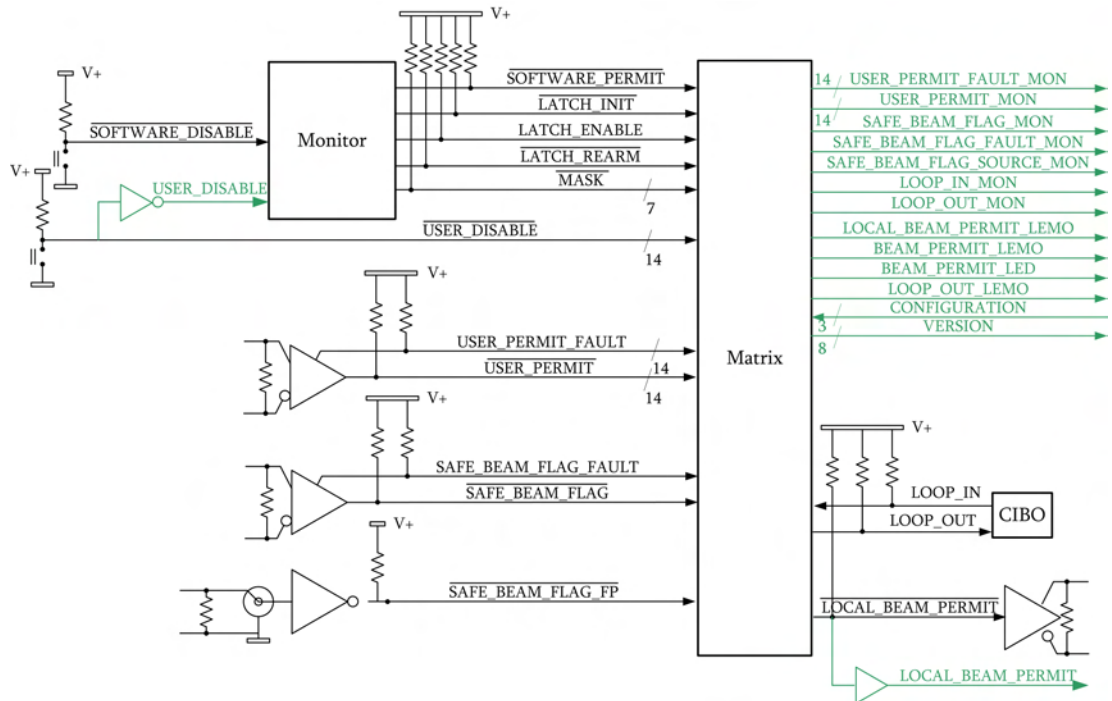 V+
V+
SOFTWARE_DISABLE
V+
USER_DISABLE
Monitor
SOFTWARE_PERMIT
LATCH_INIT
LATCH_ENABLE
LATCH_REARM
MASK
7
USER_DISABLE
14
V+
USER_PERMIT_FAULT
14
USER_PERMIT
14
V+
SAFE_BEAM_FLAG_FAULT
SAFE_BEAM_FLAG
V+
SAFE_BEAM_FLAG_FP
Matrix
14 USER_PERMIT_FAULT_MON
USER_PERMIT_MON
14 SAFE_BEAM_FLAG_MON
SAFE_BEAM_FLAG_FAULT_MON
SAFE_BEAM_FLAG_SOURCE_MON
LOOP_IN_MON
LOOP_OUT_MON
LOCAL_BEAM_PERMIT_LEMO
BEAM_PERMIT_LEMO
BEAM_PERMIT_LED
LOOP_OUT_LEMO
CONFIGURATION
3 VERSION
8
V+
LOOP_IN
LOOP_OUT
CIBO
LOCAL_BEAM_PERMIT
LOCAL_BEAM_PERMIT